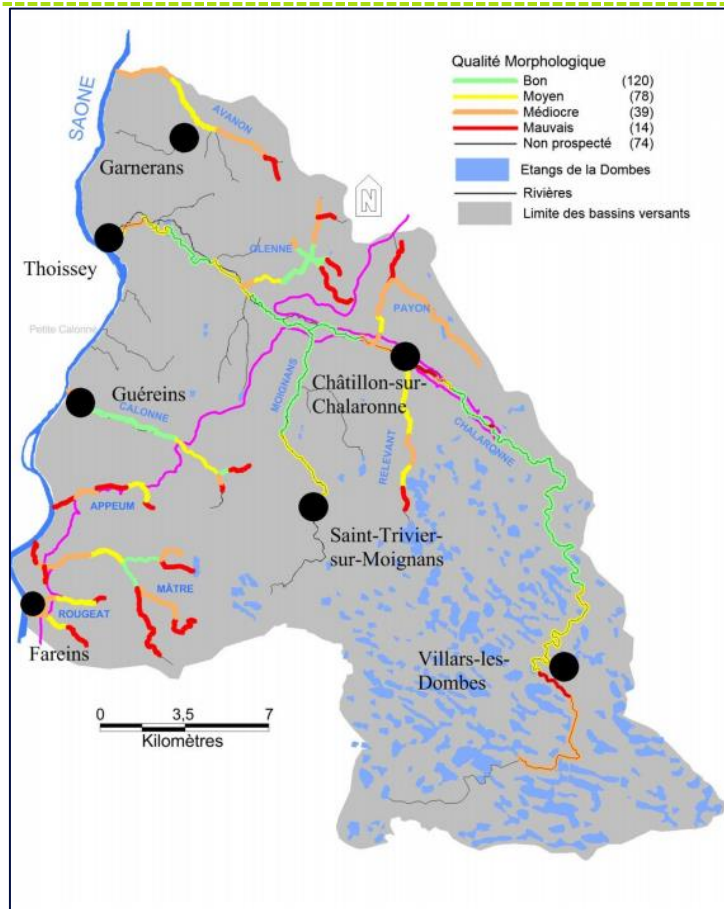 Qualité Morphologique
Bon (120)
Moyen (78)
Médiocre (39)
Mauvais (14)
Non prospecté (74)
Etangs de la Dombes
Rivières
Limite des bassins versants
SAONE
AVANON
Garnerans
N
GLENNE
Thoissey
PAYON
Petite Calonne
Guéreins
CALONNE
MOIGNANS
Châtillon-sur-
Chalaronne
CHALARONNE
RELEVANT
APPEUM
Saint-Trivier-
sur-Moignans
MÂTRE
ROUGEAT
Fareins
Villars-les-
Dombes
0 3,5 7
Kilomètres